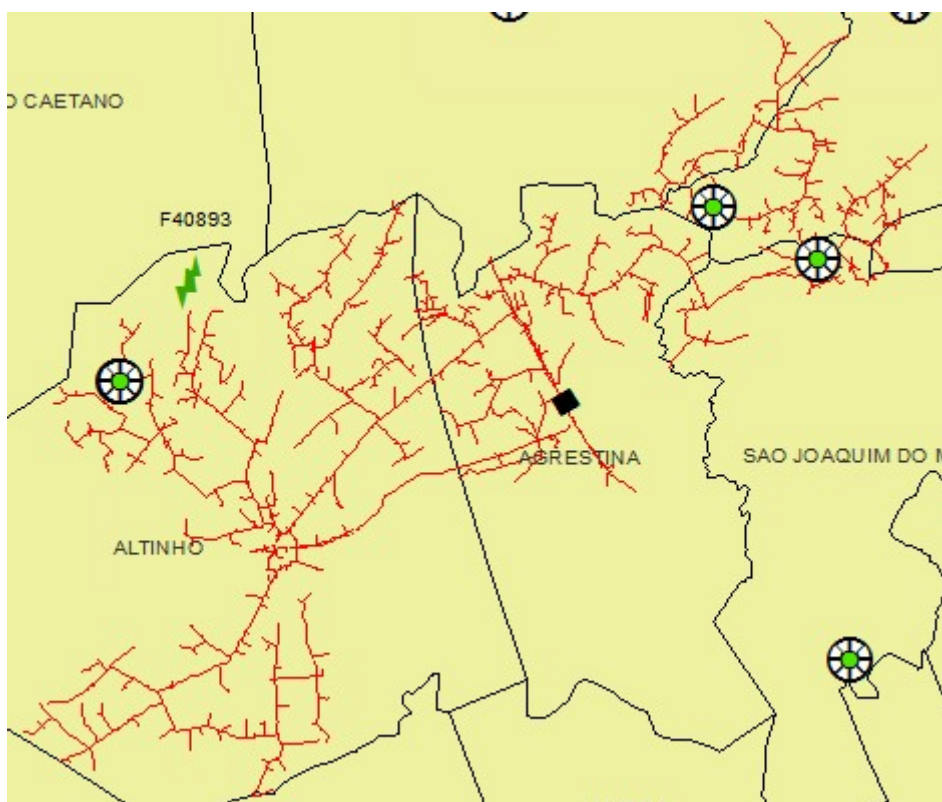 O CAETANO
F40893
AGRESTINA
SAO JOAQUIM DO M
ALTINHO